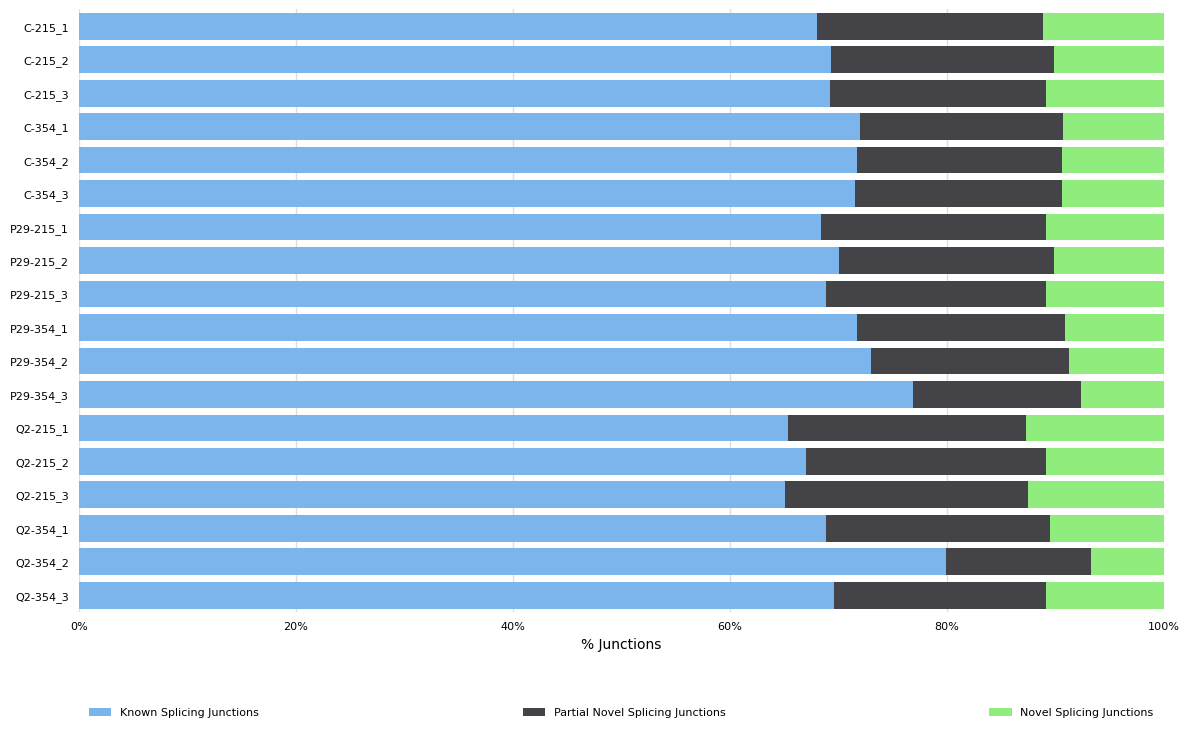 C-215_1
C-215_2
C-215_3
C-354_1
C-354_2
C-354_3
P29-215_1
P29-215_2
P29-215_3
P29-354_1
P29-354_2
P29-354_3
Q2-215_1
Q2-215_2
Q2-215_3
Q2-354_1
Q2-354_2
Q2-354_3
0% 20% 40% 60% 80% 100%
% Junctions
Known Splicing Junctions Partial Novel Splicing Junctions Novel Splicing Junctions